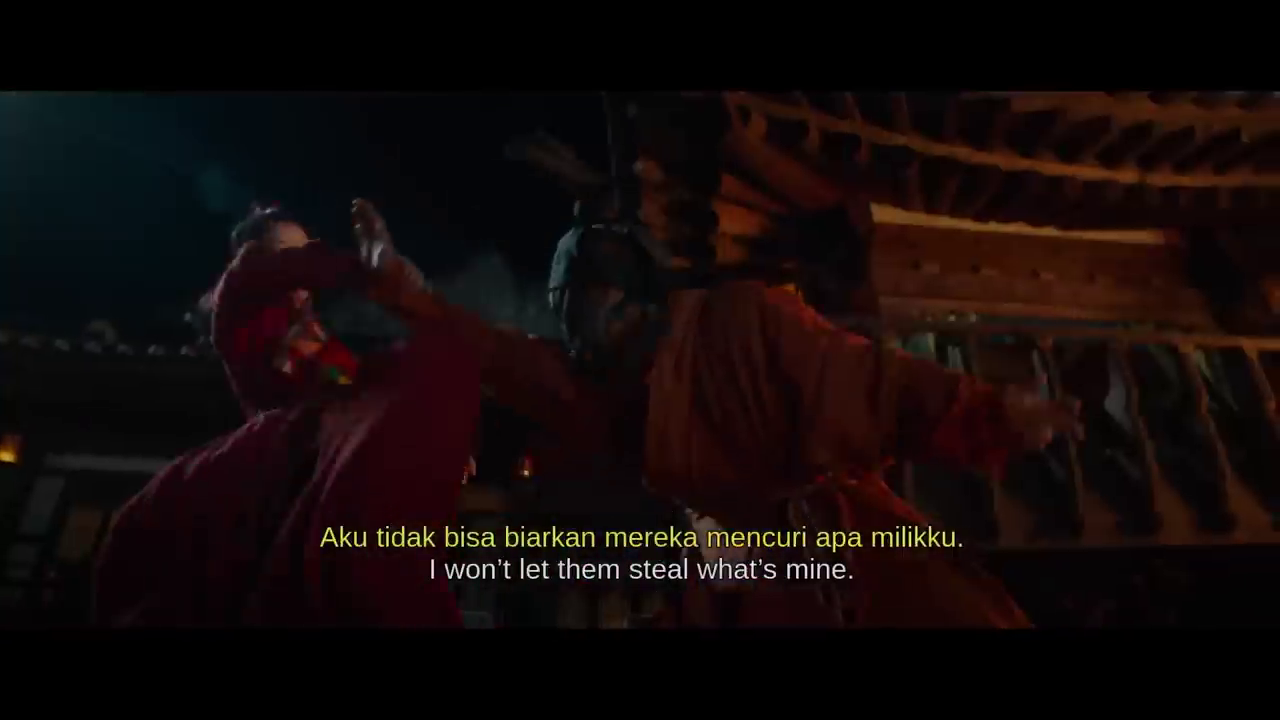 Aku tidak bisa biarkan mereka mencuri apa milikku.
I won’t let them steal what’s mine.